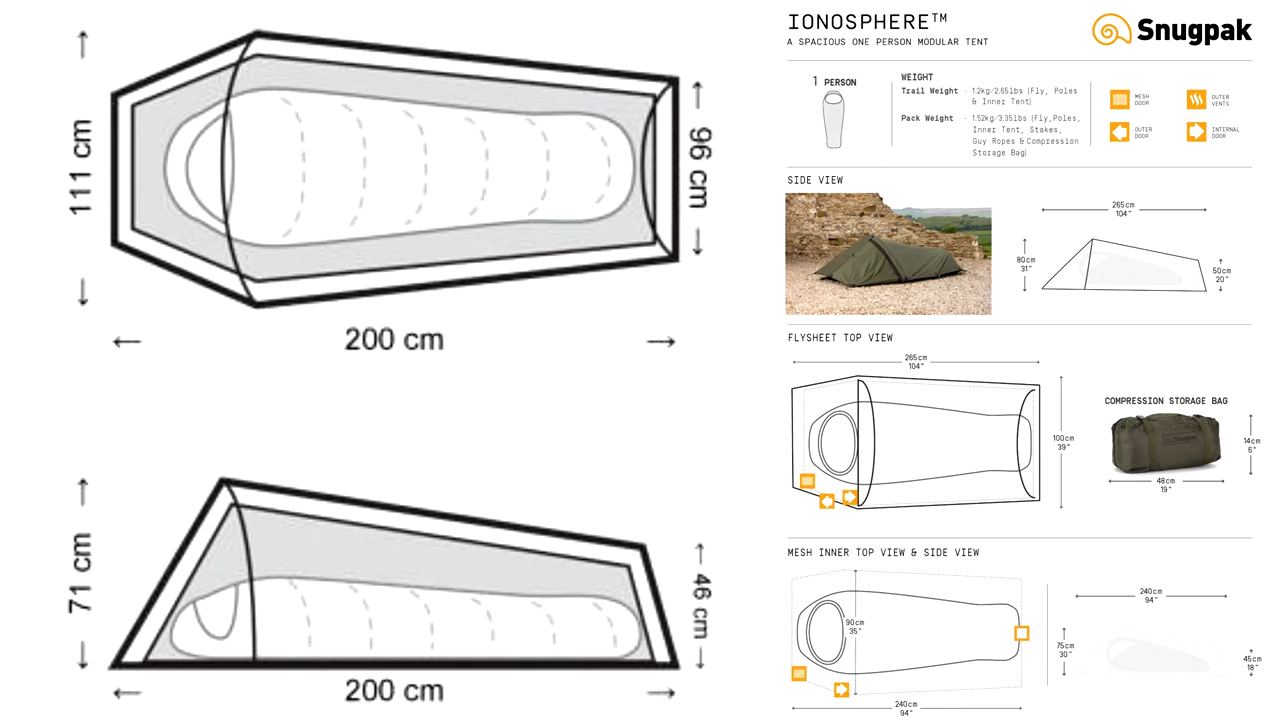 111 cm
96 cm
200 cm
71 cm
46 cm
200 cm
IONOSPHERE™
A SPACIOUS ONE PERSON MODULAR TENT
Snugpak
1 PERSON
WEIGHT
Trail Weight - 1.2kg/2.65lbs (Fly, Poles
& Inner Tent)
Pack Weight - 1.52kg/3.35lbs (Fly,Poles,
Inner Tent, Stakes,
Guy Ropes & Compression
Storage Bag)
MESH
DOOR
OUTER
VENTS
OUTER
DOOR
INTERNAL
DOOR
SIDE VIEW
265cm
104"
80cm
31"
50cm
20"
FLYSHEET TOP VIEW
265cm
104"
100cm
39"
COMPRESSION STORAGE BAG
Snugpak
14cm
6"
48cm
19"
MESH INNER TOP VIEW & SIDE VIEW
90cm
35"
240cm
94"
240cm
94"
75cm
30"
45cm
18"